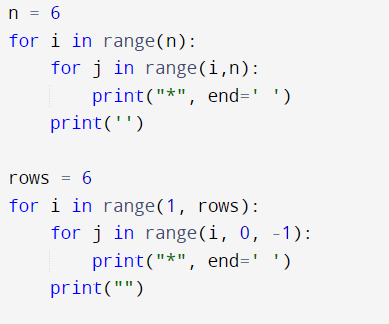 n = 6
for i in range(n):
    for j in range(i,n):
        print("*", end=' ')
    print('')

rows = 6
for i in range(1, rows):
    for j in range(i, 0, -1):
        print("*", end=' ')
    print("")